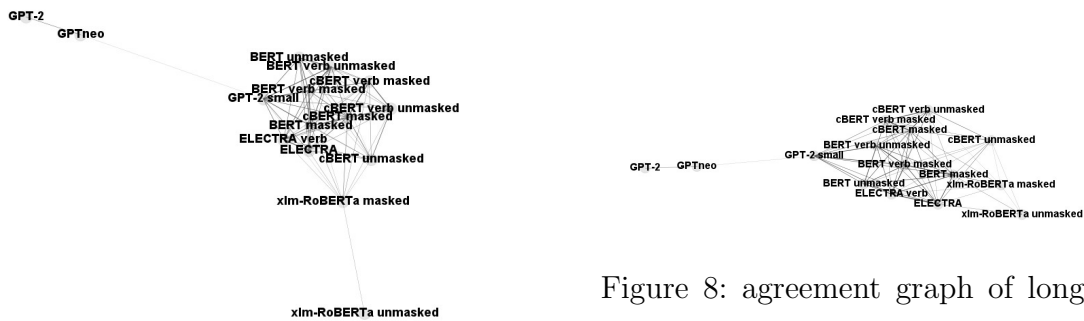 GPT-2
GPTneo
BERT unmasked
BERT verb unmasked
cBERT verb masked
BERT verb masked
GPT-2 small
cBERT verb unmasked
cBERT masked
BERT masked
ELECTRA verb
ELECTRA
cBERT unmasked
xlm-RoBERTa masked
xlm-RoBERTa unmasked
cBERT verb unmasked
cBERT verb masked
cBERT masked
cBERT unmasked
BERT verb unmasked
GPT-2 small
GPT-2
GPTneo
BERT verb masked
BERT masked
BERT unmasked
xlm-RoBERTa masked
ELECTRA verb
ELECTRA
xlm-RoBERTa unmasked
Figure 8: agreement graph of long